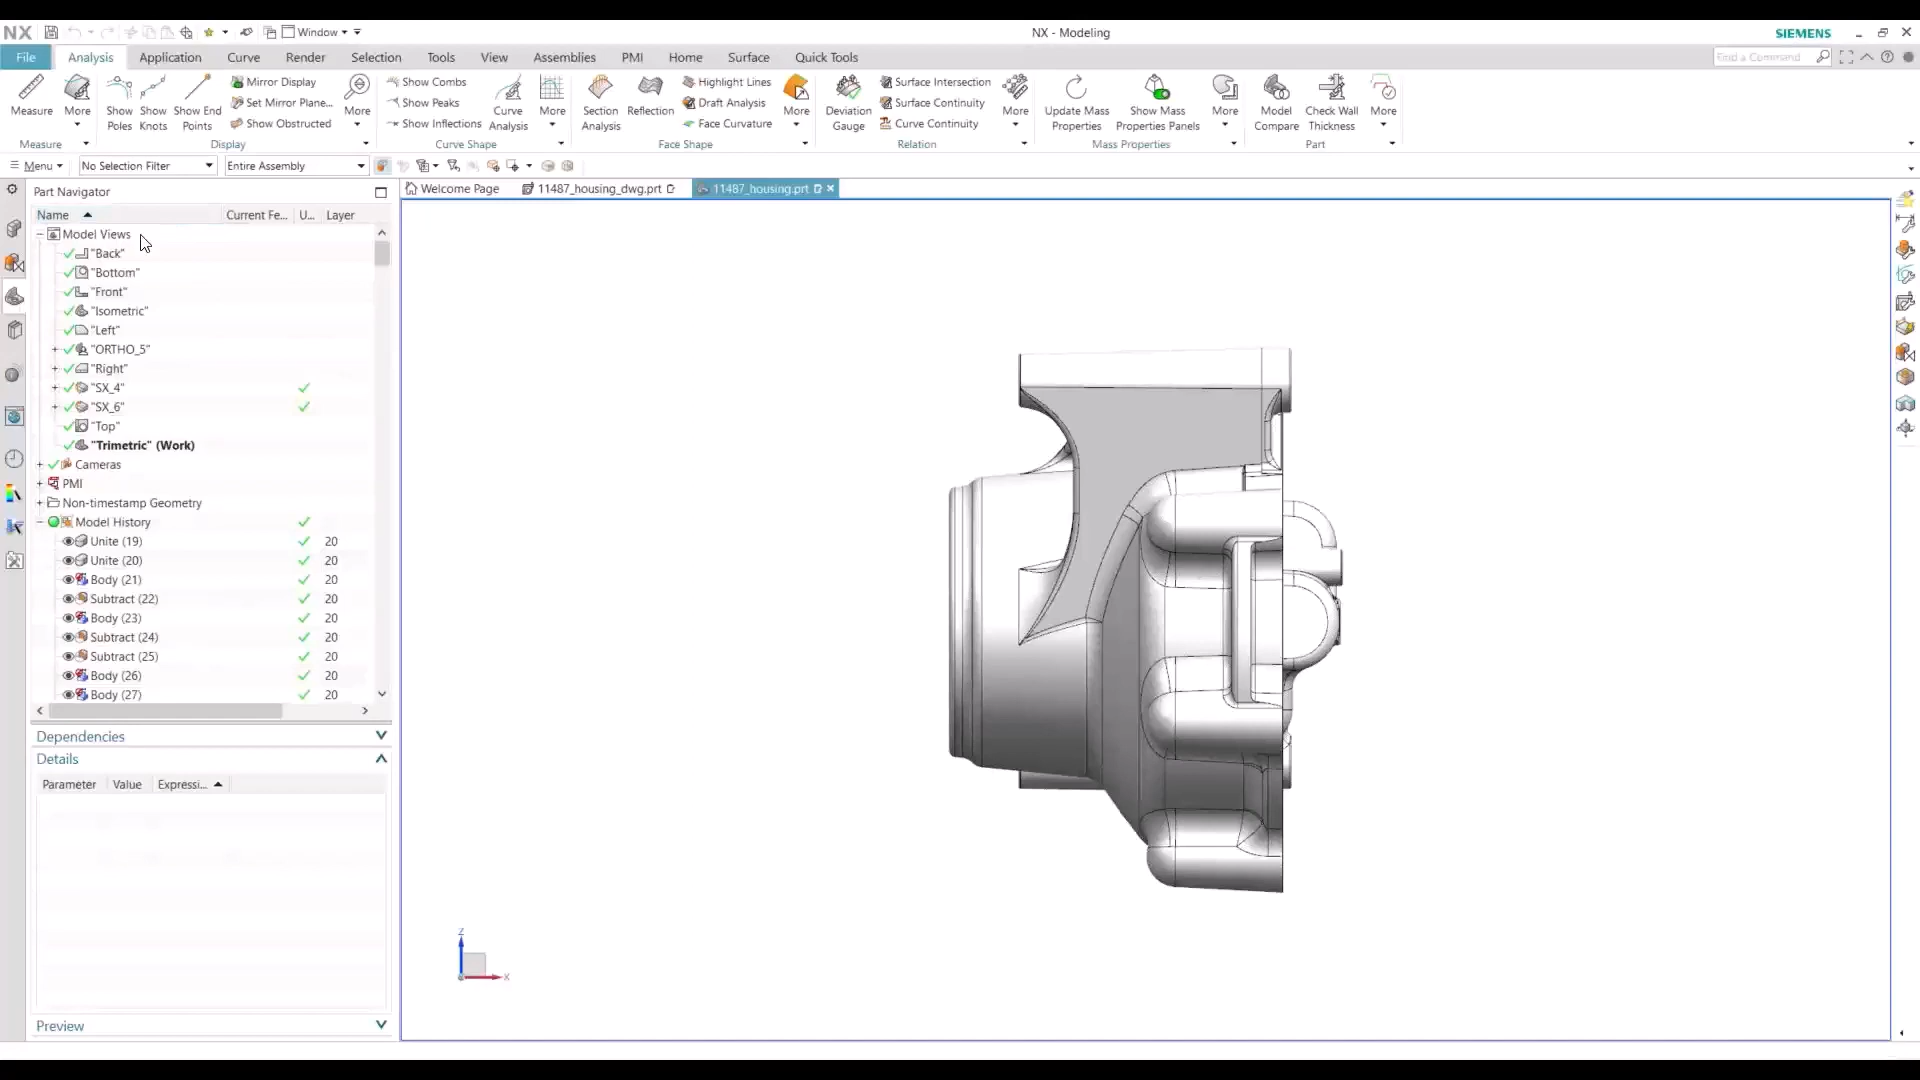 NX Window NX - Modeling SIEMENS
File Analysis Application Curve Render Selection Tools View Assemblies PMI Home Surface Quick Tools Find a Command
Measure More Show Poles Show Knots Show End Points Mirror Display Set Mirror Plane... Show Obstructed More Show Combs Show Peaks Show Inflections Curve Analysis More Section Analysis Reflection Highlight Lines Draft Analysis Face Curvature More Deviation Gauge Surface Intersection Surface Continuity Curve Continuity More Update Mass Properties Show Mass Properties Panels More Model Compare Check Wall Thickness More
Measure Display Curve Shape Face Shape Relation Mass Properties Part
Menu No Selection Filter Entire Assembly
Part Navigator Welcome Page 11487_housing_dwg.prt 11487_housing.prt
Name Current Fe... U... Layer
Model Views
"Back"
"Bottom"
"Front"
"Isometric"
"Left"
"ORTHO_5"
"Right"
"SX_4"
"SX_6"
"Top"
"Trimetric" (Work)
Cameras
PMI
Non-timestamp Geometry
Model History
Unite (19) 20
Unite (20) 20
Body (21) 20
Subtract (22) 20
Body (23) 20
Subtract (24) 20
Subtract (25) 20
Body (26) 20
Body (27) 20
Dependencies
Details
Parameter Value Expressi...
Z
X
Preview